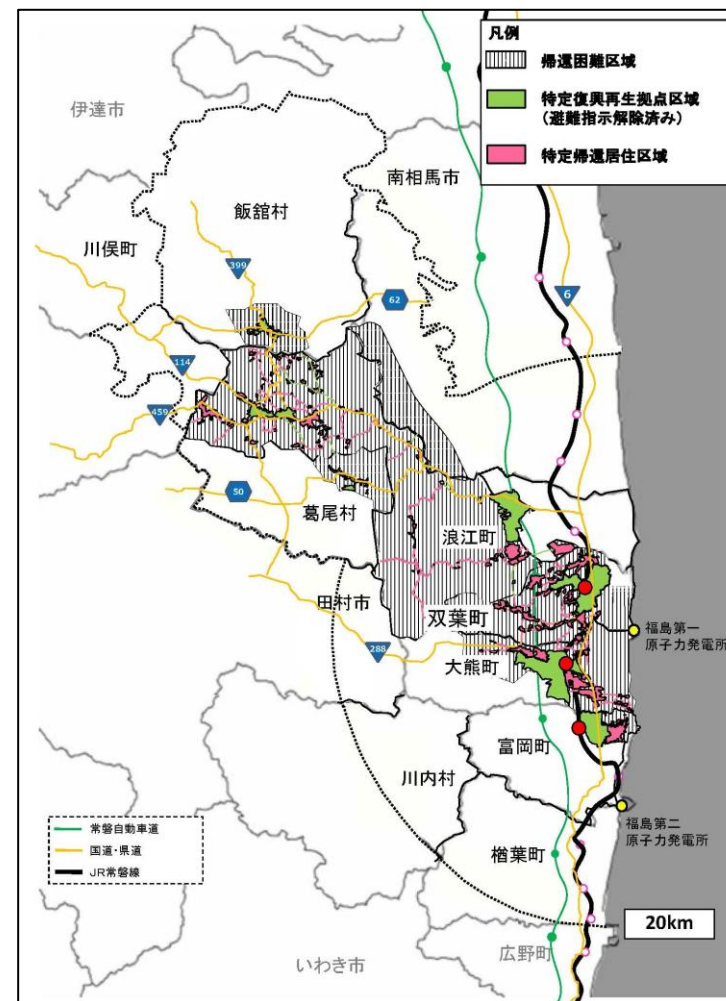 凡例
帰還困難区域
特定復興再生拠点区域
(避難指示解除済み)
特定帰還居住区域
伊達市
南相馬市
飯舘村
川俣町
399
62
6
114
459
50
葛尾村
浪江町
田村市
双葉町
福島第一
原子力発電所
288
大熊町
富岡町
川内村
福島第二
原子力発電所
常磐自動車道
国道・県道
JR常磐線
楢葉町
20km
広野町
いわき市